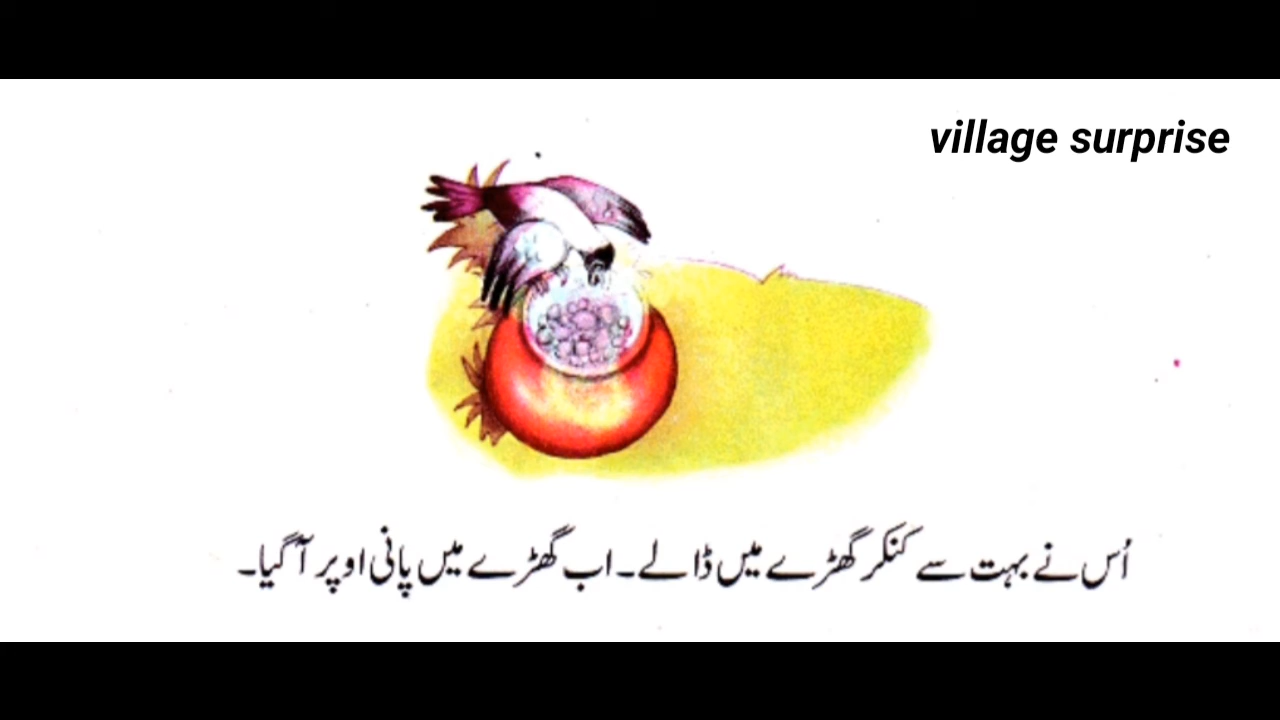 village surprise
اُس نے بہت سے کنکر گھڑے میں ڈالے۔ اب گھڑے میں پانی اوپر آ گیا۔